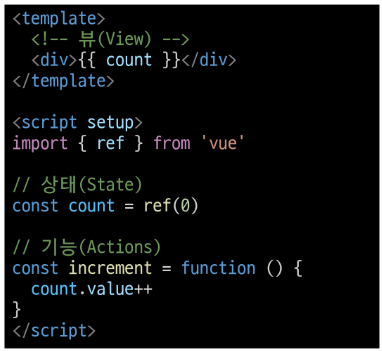 <template>
  <!-- 뷰(View) -->
  <div>{{ count }}</div>
</template>

<script setup>
import { ref } from 'vue'

// 상태(State)
const count = ref(0)

// 기능(Actions)
const increment = function () {
  count.value++
}
</script>